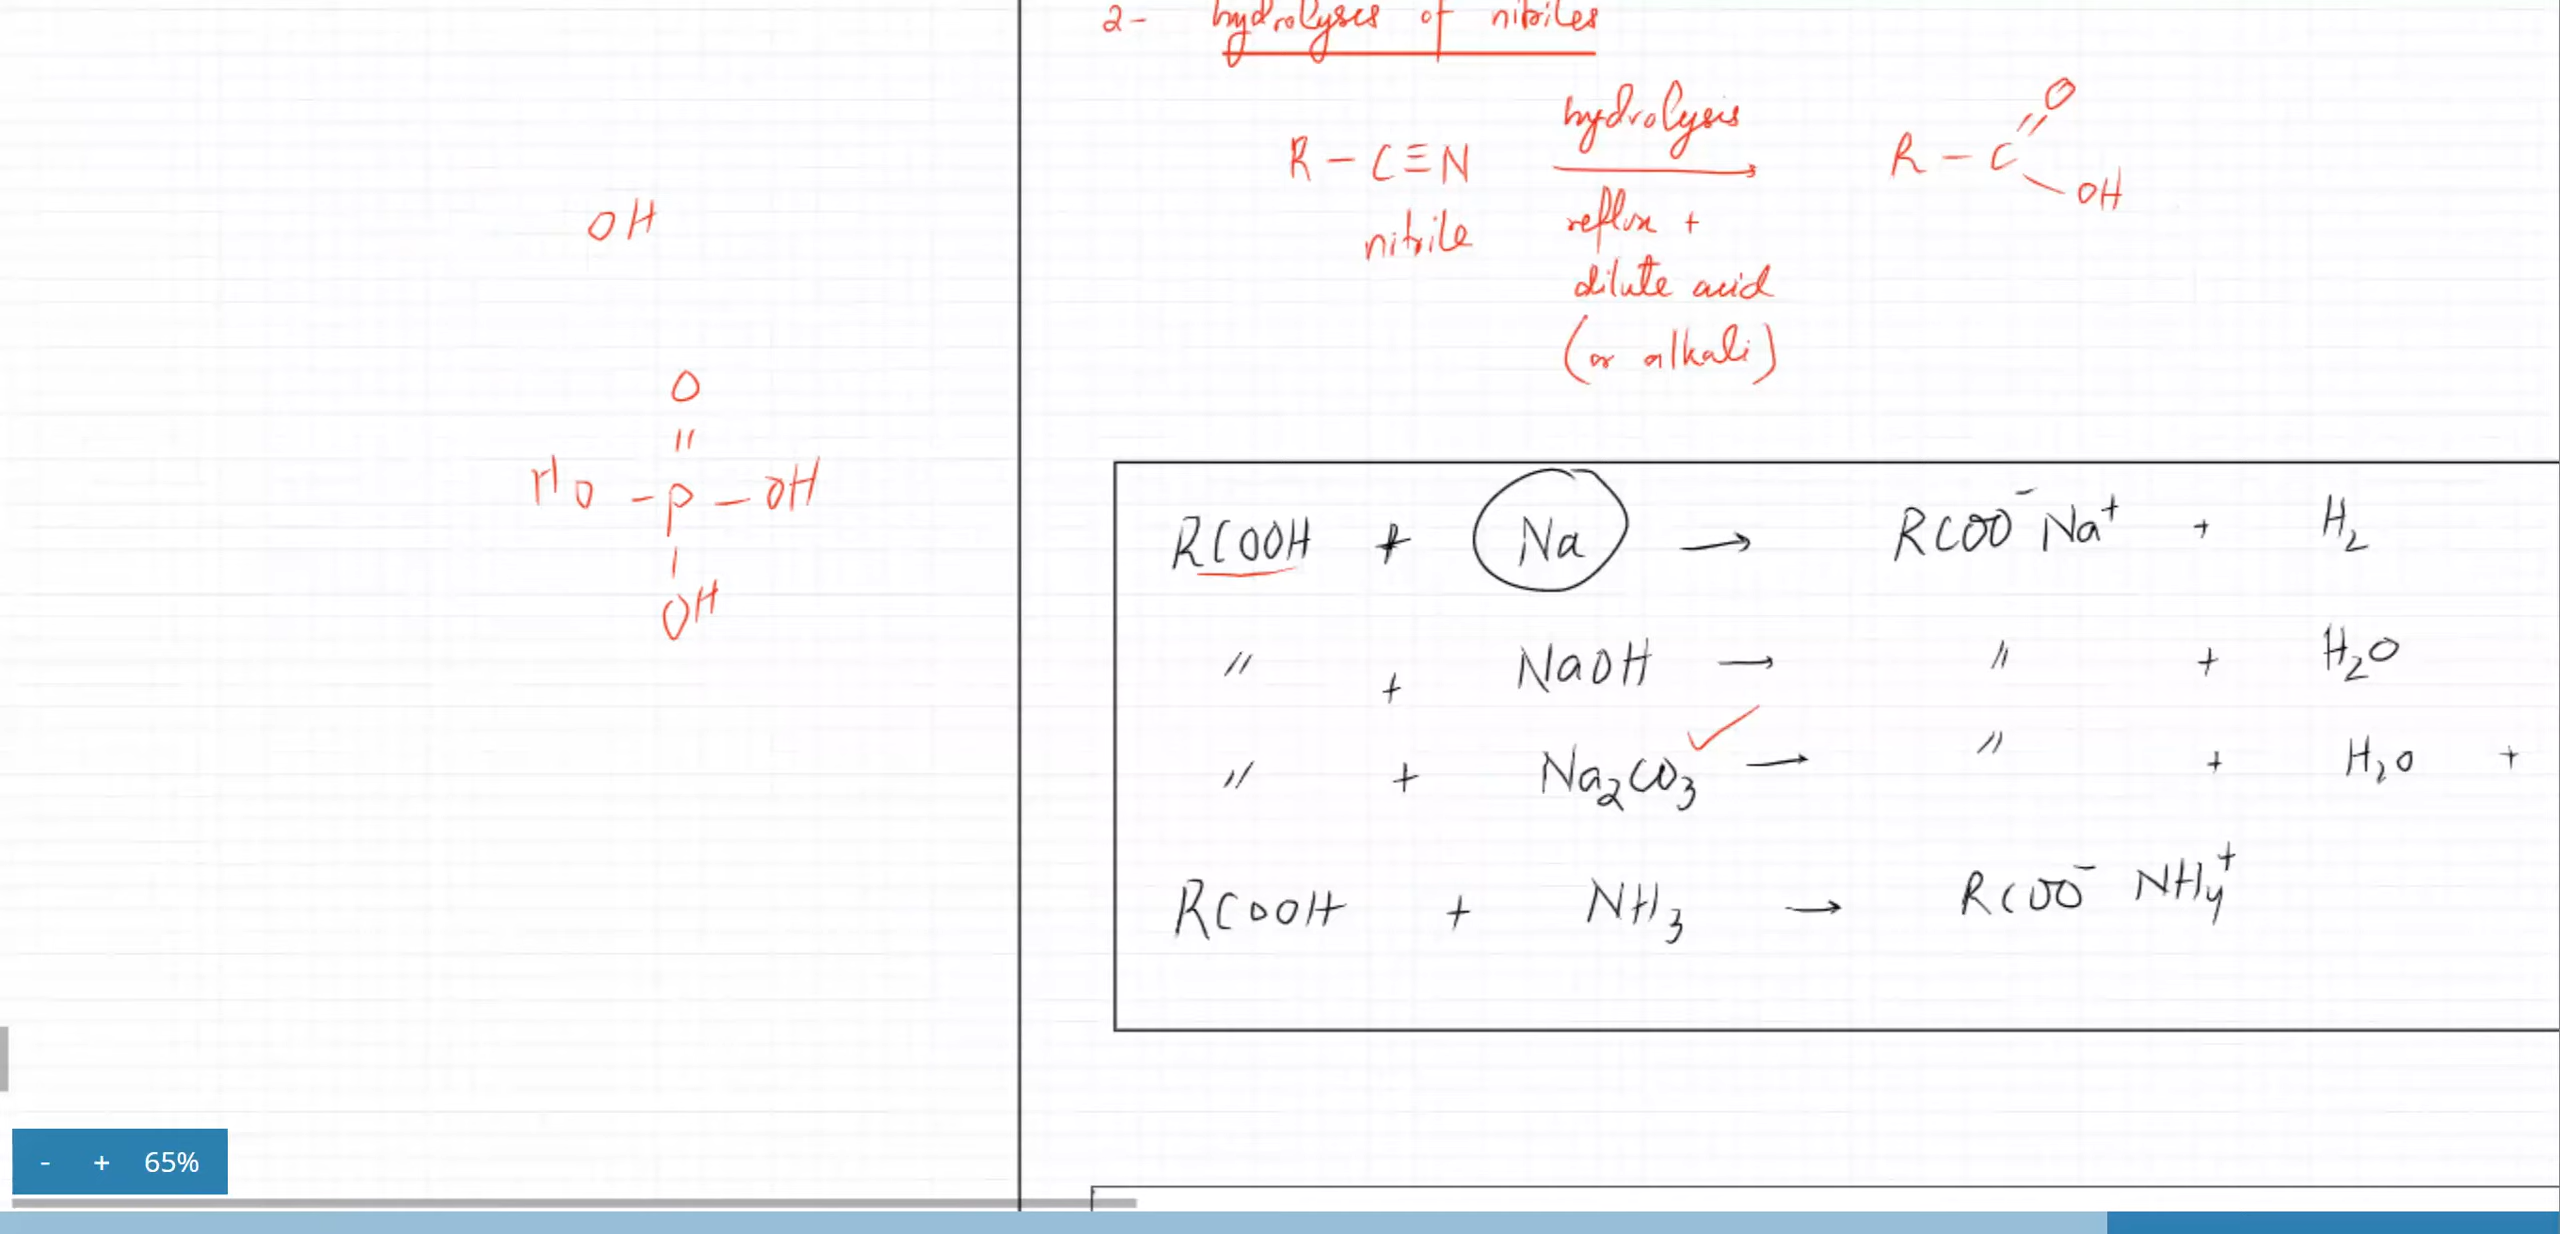 OH
O
||
HO - P - OH
|
OH
2- hydrolyses of nitriles
R - C≡N hydrolysis R - C O
OH
nitrile reflux +
dilute acid
(or alkali)
RCOOH + Na → RCOO⁻ Na⁺ + H₂
〃 + NaOH → 〃 + H₂O
〃 + Na₂CO₃ ✓ → 〃 + H₂O +
RCOOH + NH₃ → RCOO⁻ NH₄⁺
- + 65%